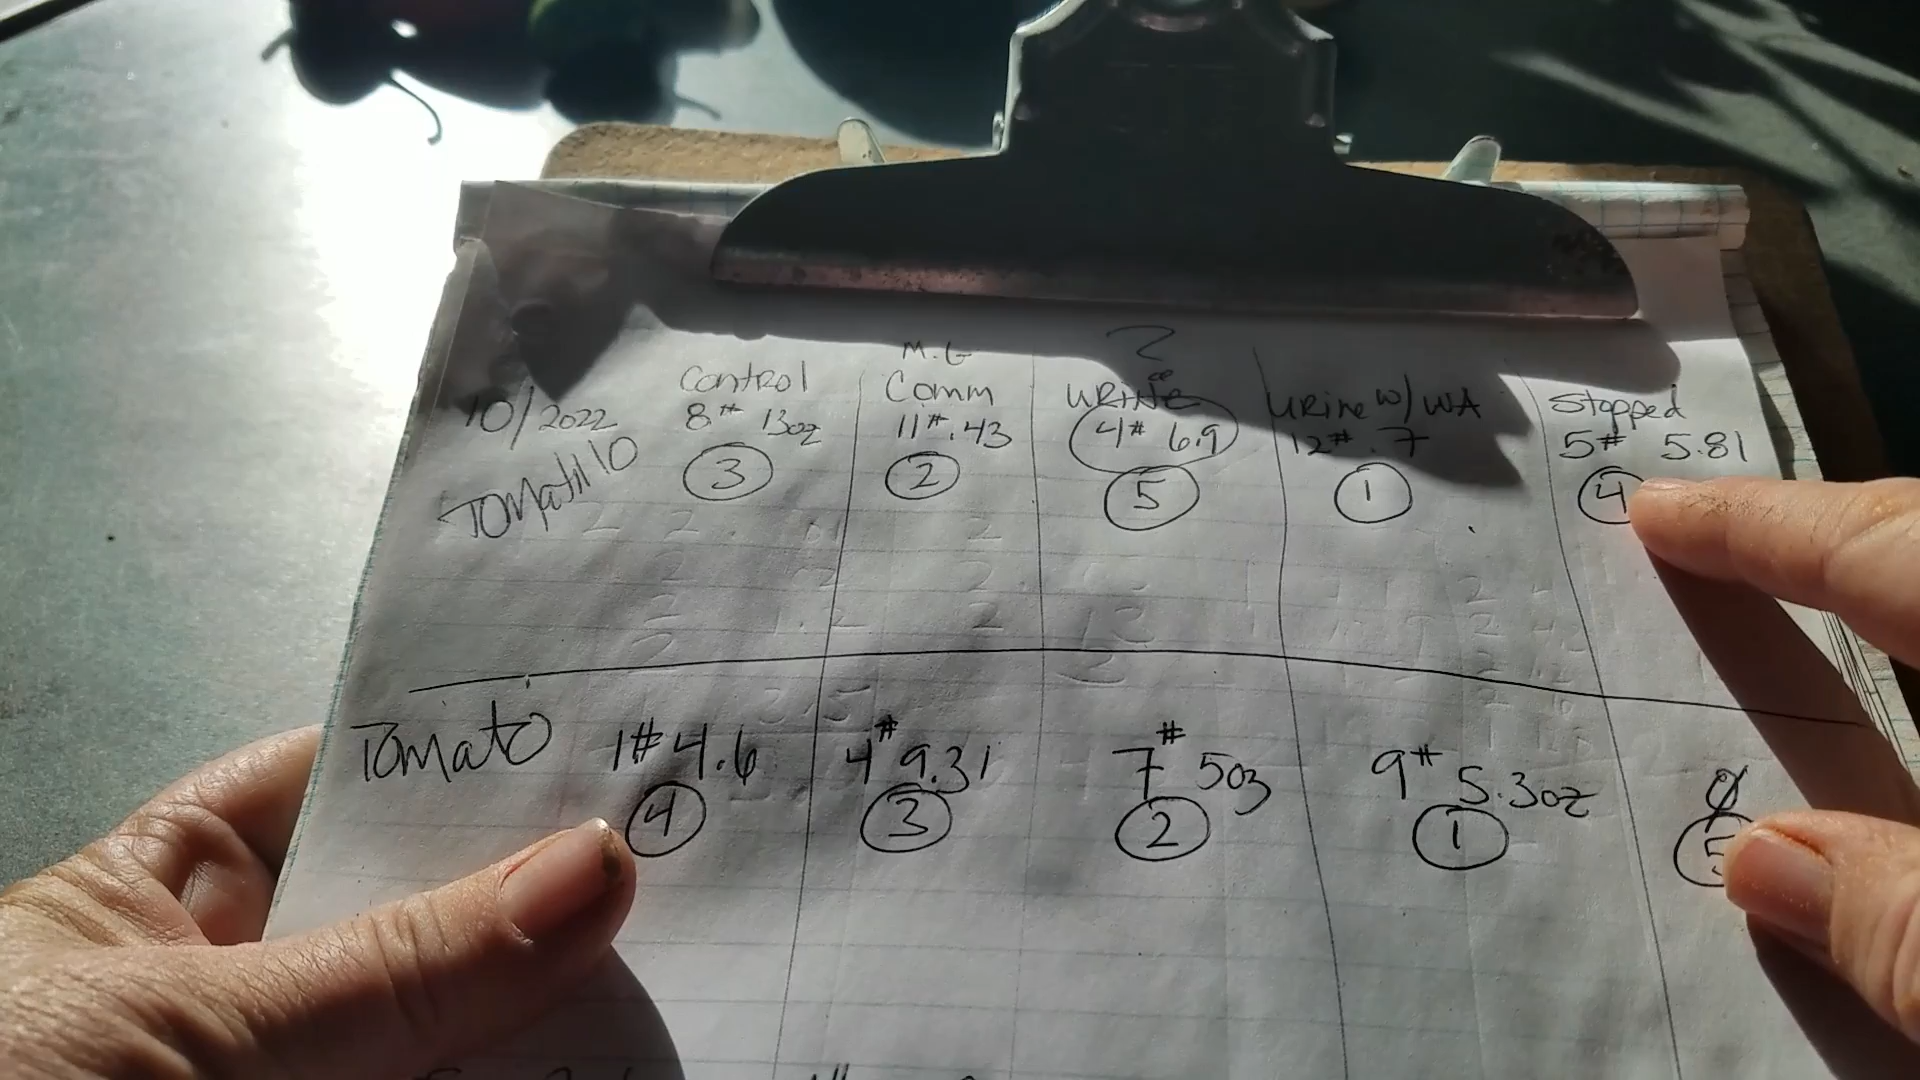 M.G ?
10/2022 Control Comm URiNE URine w/ WA Stopped
8# 13oz 11# .43 4# 6.9 12# .7 5# 5.81
TOMatillO 3 2 5 1 4
Tomato 1# 4.6 4# 9.31 7# 5oz 9# 5.3oz 0
4 3 2 1 5